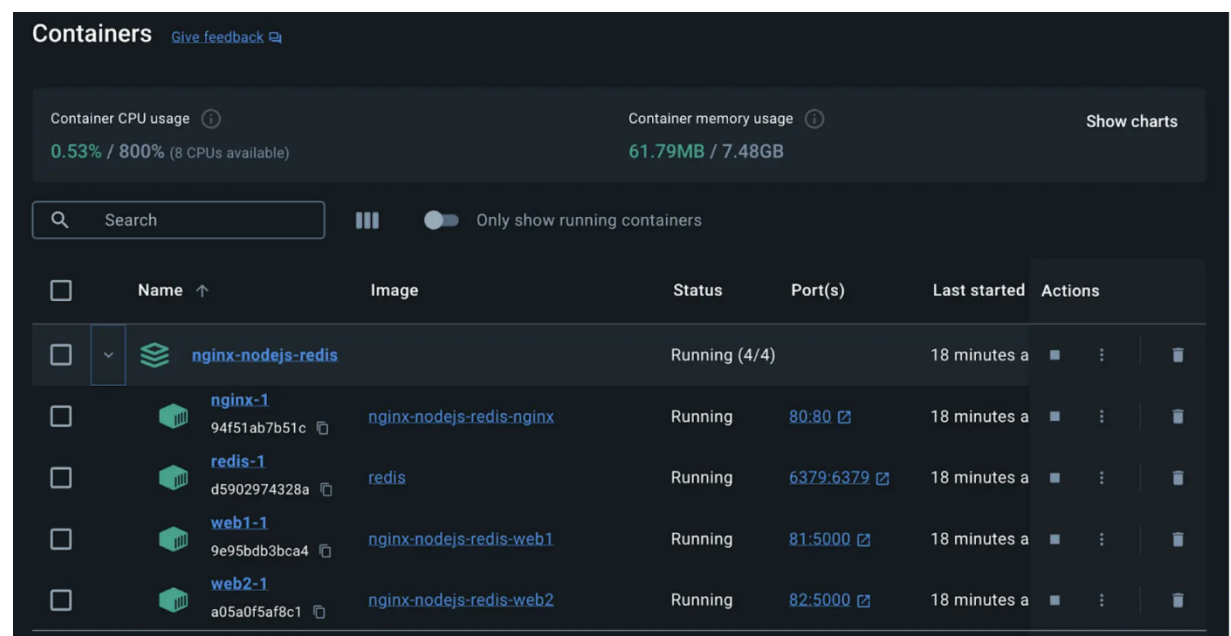 Containers Give feedback
Container CPU usage
0.53% / 800% (8 CPUs available)
Container memory usage
61.79MB / 7.48GB
Show charts
Search Only show running containers
Name Image Status Port(s) Last started Actions
nginx-nodejs-redis Running (4/4) 18 minutes a
nginx-1
94f51ab7b51c nginx-nodejs-redis-nginx Running 80:80 18 minutes a
redis-1
d5902974328a redis Running 6379:6379 18 minutes a
web1-1
9e95bdb3bca4 nginx-nodejs-redis-web1 Running 81:5000 18 minutes a
web2-1
a05a0f5af8c1 nginx-nodejs-redis-web2 Running 82:5000 18 minutes a